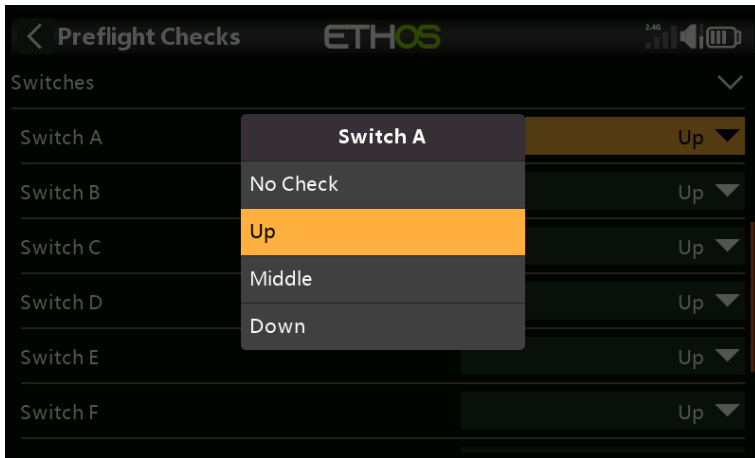 Preflight Checks ETHOS 2.4G
Switches
Switch A Up
Switch B Up
Switch C Up
Switch D Up
Switch E Up
Switch F Up
Switch A
No Check
Up
Middle
Down